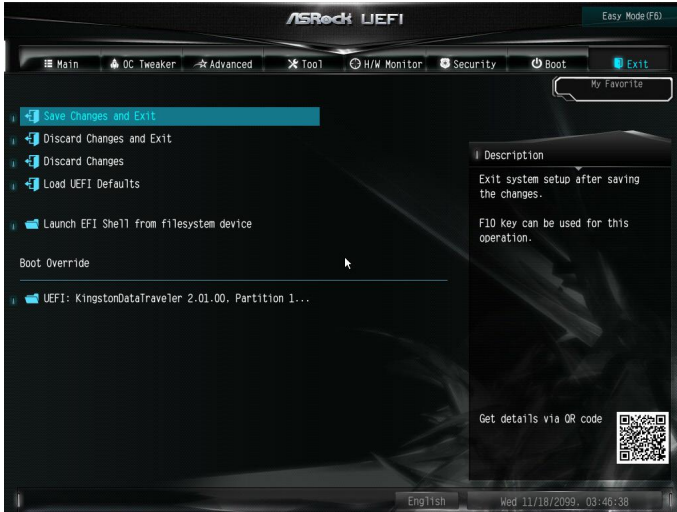 ASRock UEFI
Easy Mode(F6)
Main
OC Tweaker
Advanced
Tool
H/W Monitor
Security
Boot
Exit
My Favorite
Save Changes and Exit
Discard Changes and Exit
Discard Changes
Load UEFI Defaults
Launch EFI Shell from filesystem device
Boot Override
UEFI: KingstonDataTraveler 2.01.00, Partition 1...
Description
Exit system setup after saving
the changes.
F10 key can be used for this
operation.
Get details via QR code
English
Wed 11/18/2099, 03:46:38